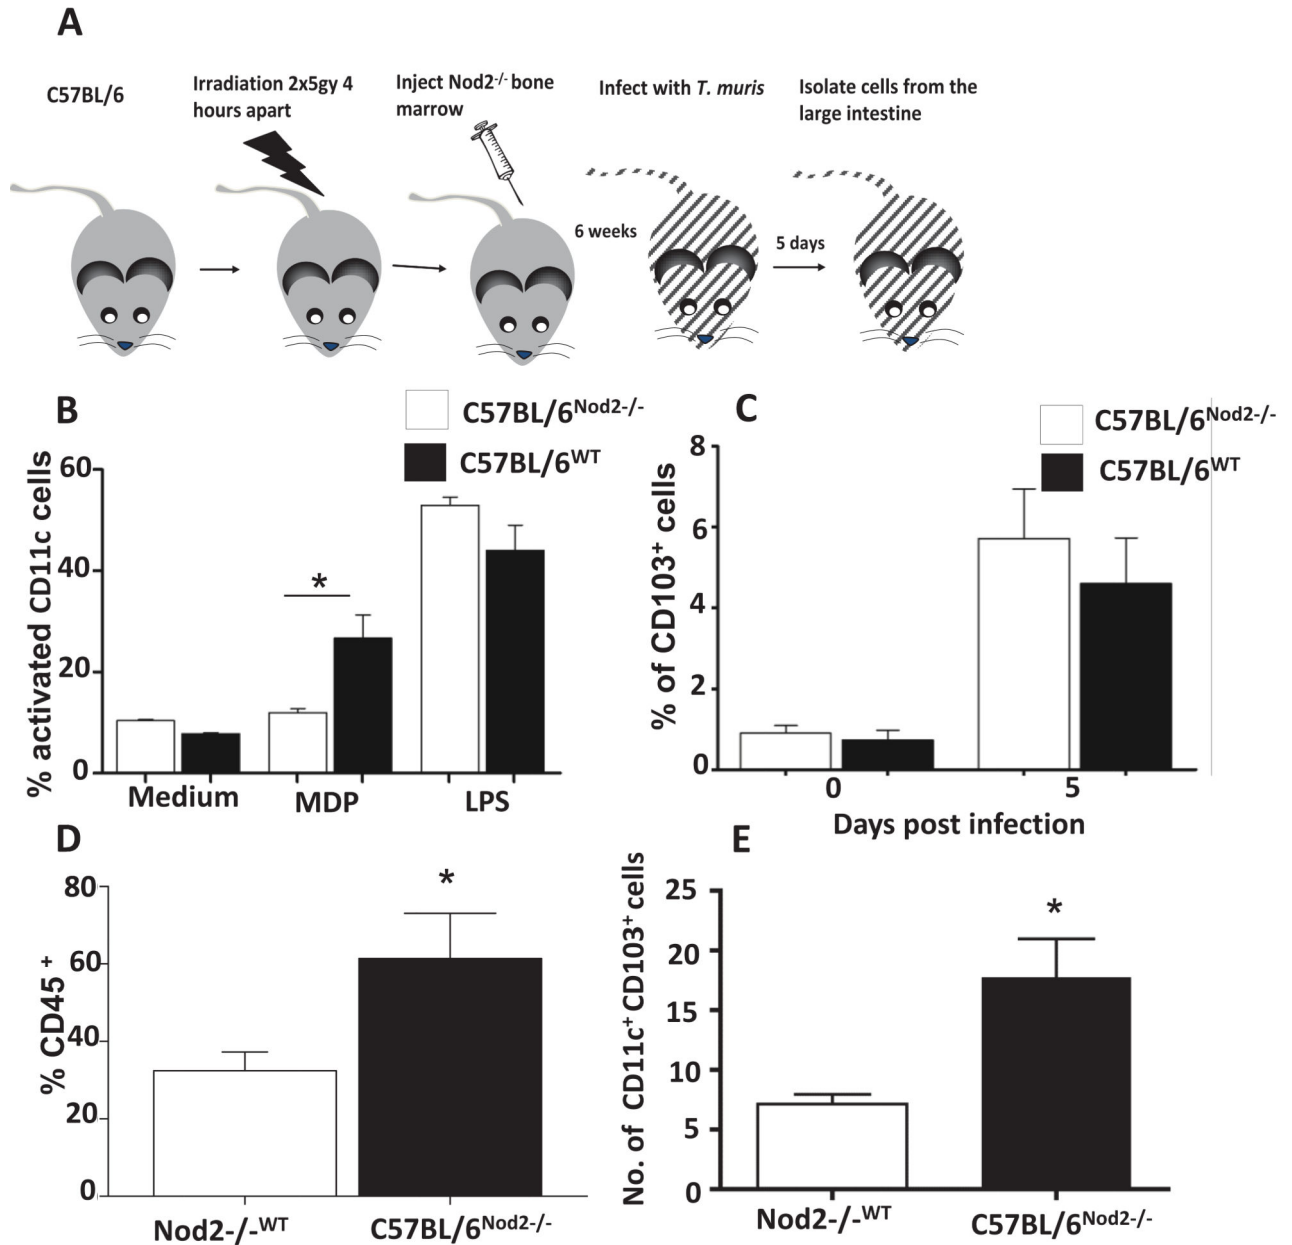 A
C57BL/6
Irradiation 2x5gy 4
hours apart
Inject Nod2-/- bone
marrow
Infect with T. muris
Isolate cells from the
large intestine
6 weeks
5 days
B
C57BL/6Nod2-/-
C57BL/6WT
% activated CD11c cells
60
40
20
0
*
Medium
MDP
LPS
C
C57BL/6Nod2-/-
C57BL/6WT
% of CD103+ cells
8
6
4
2
0
0
5
Days post infection
D
% CD45 +
80
60
40
20
0
*
Nod2-/-WT
C57BL/6Nod2-/-
E
No. of CD11c+ CD103+ cells
25
20
15
10
5
0
*
Nod2-/-WT
C57BL/6Nod2-/-